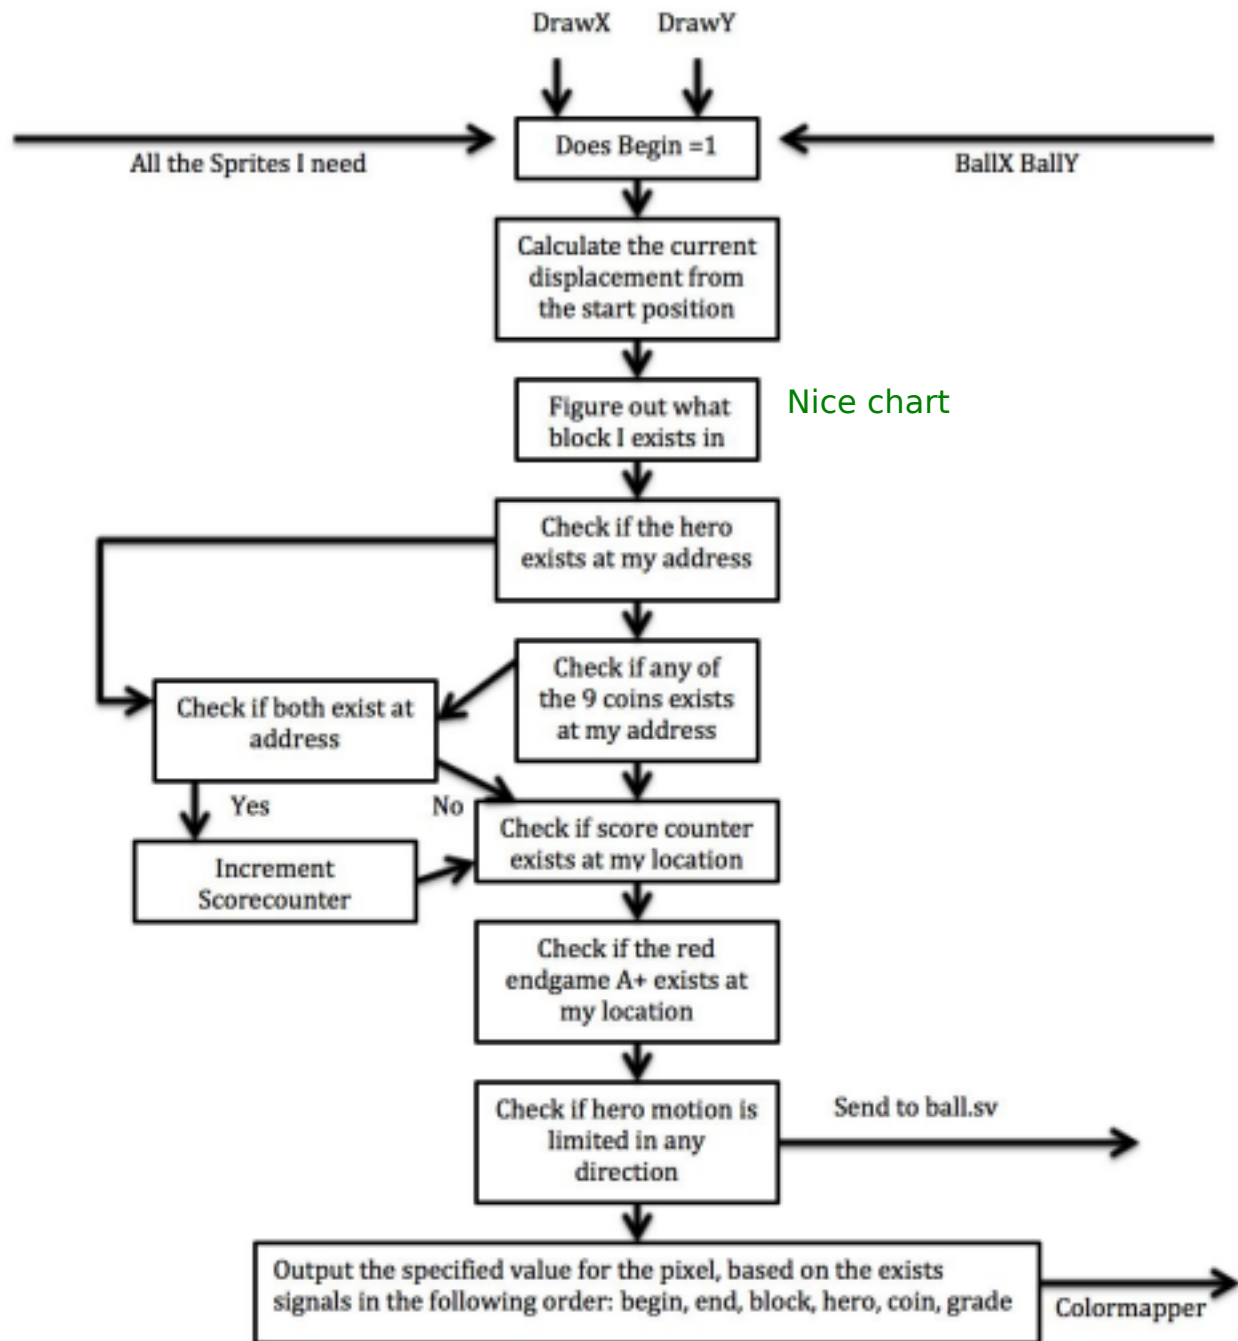 DrawX DrawY
All the Sprites I need
Does Begin =1
BallX BallY
Calculate the current
displacement from
the start position
Figure out what
block I exists in
Nice chart
Check if the hero
exists at my address
Check if any of
the 9 coins exists
at my address
Check if both exist at
address
Yes
No
Increment
Scorecounter
Check if score counter
exists at my location
Check if the red
endgame A+ exists at
my location
Check if hero motion is
limited in any
direction
Send to ball.sv
Output the specified value for the pixel, based on the exists
signals in the following order: begin, end, block, hero, coin, grade
Colormapper